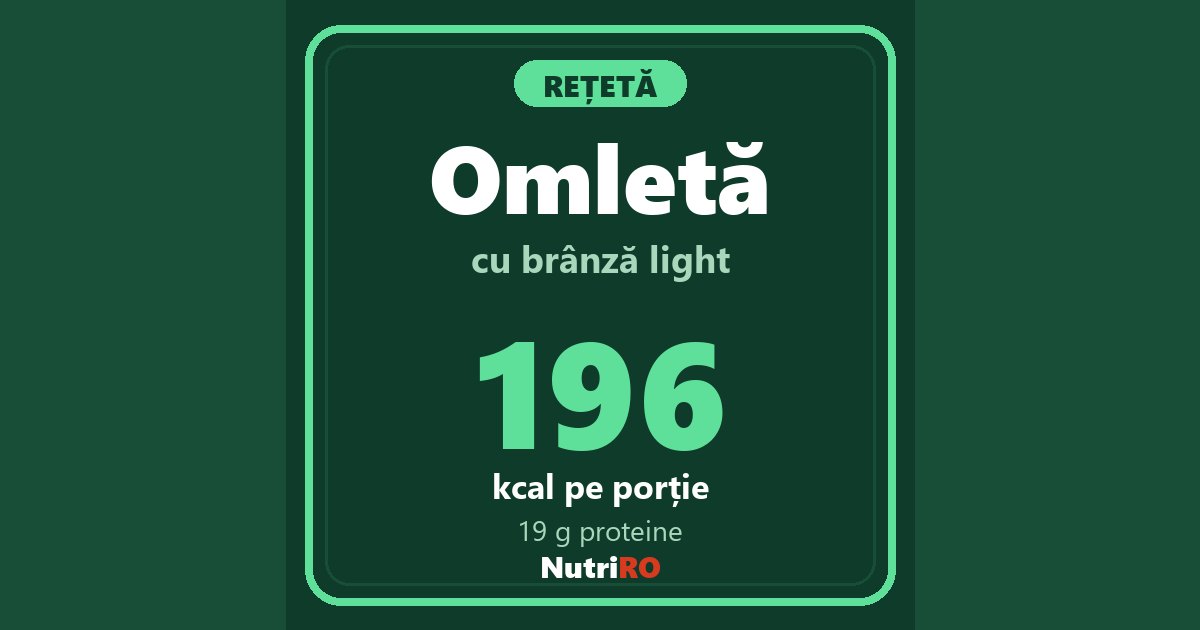 REȚETĂ
Omletă
cu brânză light
196
kcal pe porție
19 g proteine
NutriRO